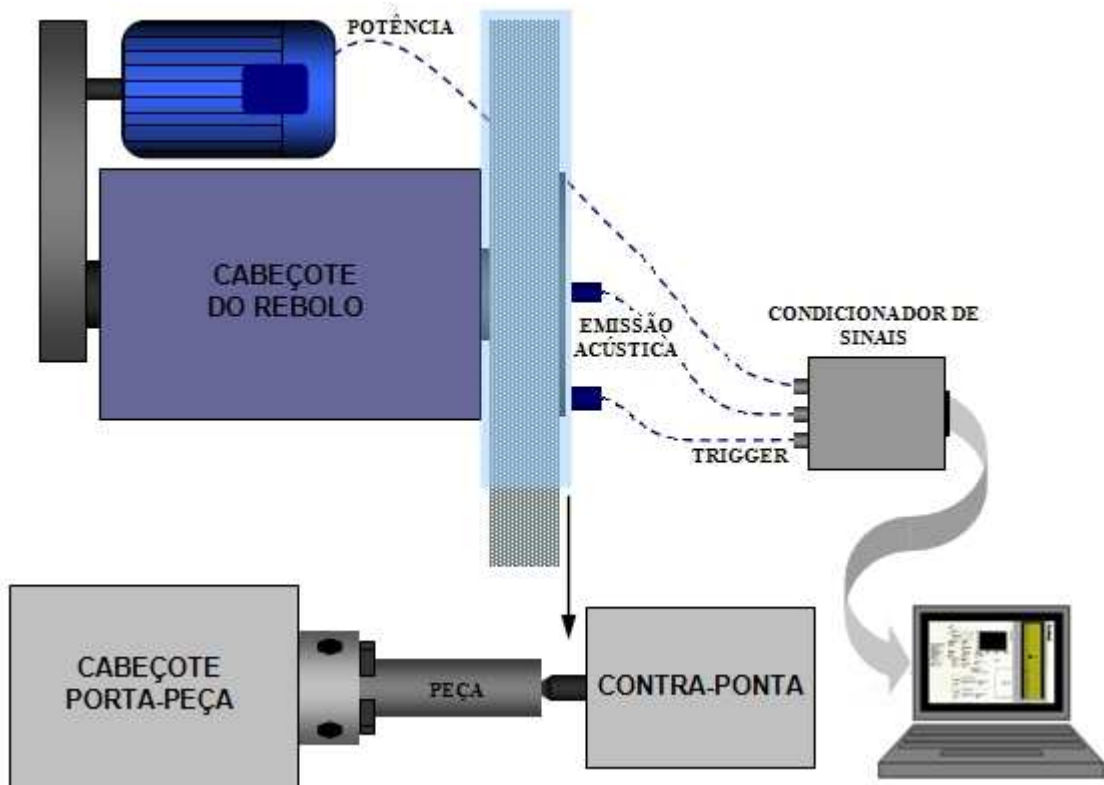 POTÊNCIA
CABEÇOTE
DO REBOLO
EMISSÃO
ACÚSTICA
CONDICIONADOR DE
SINAIS
TRIGGER
CABEÇOTE
PORTA-PEÇA
PEÇA
CONTRA-PONTA